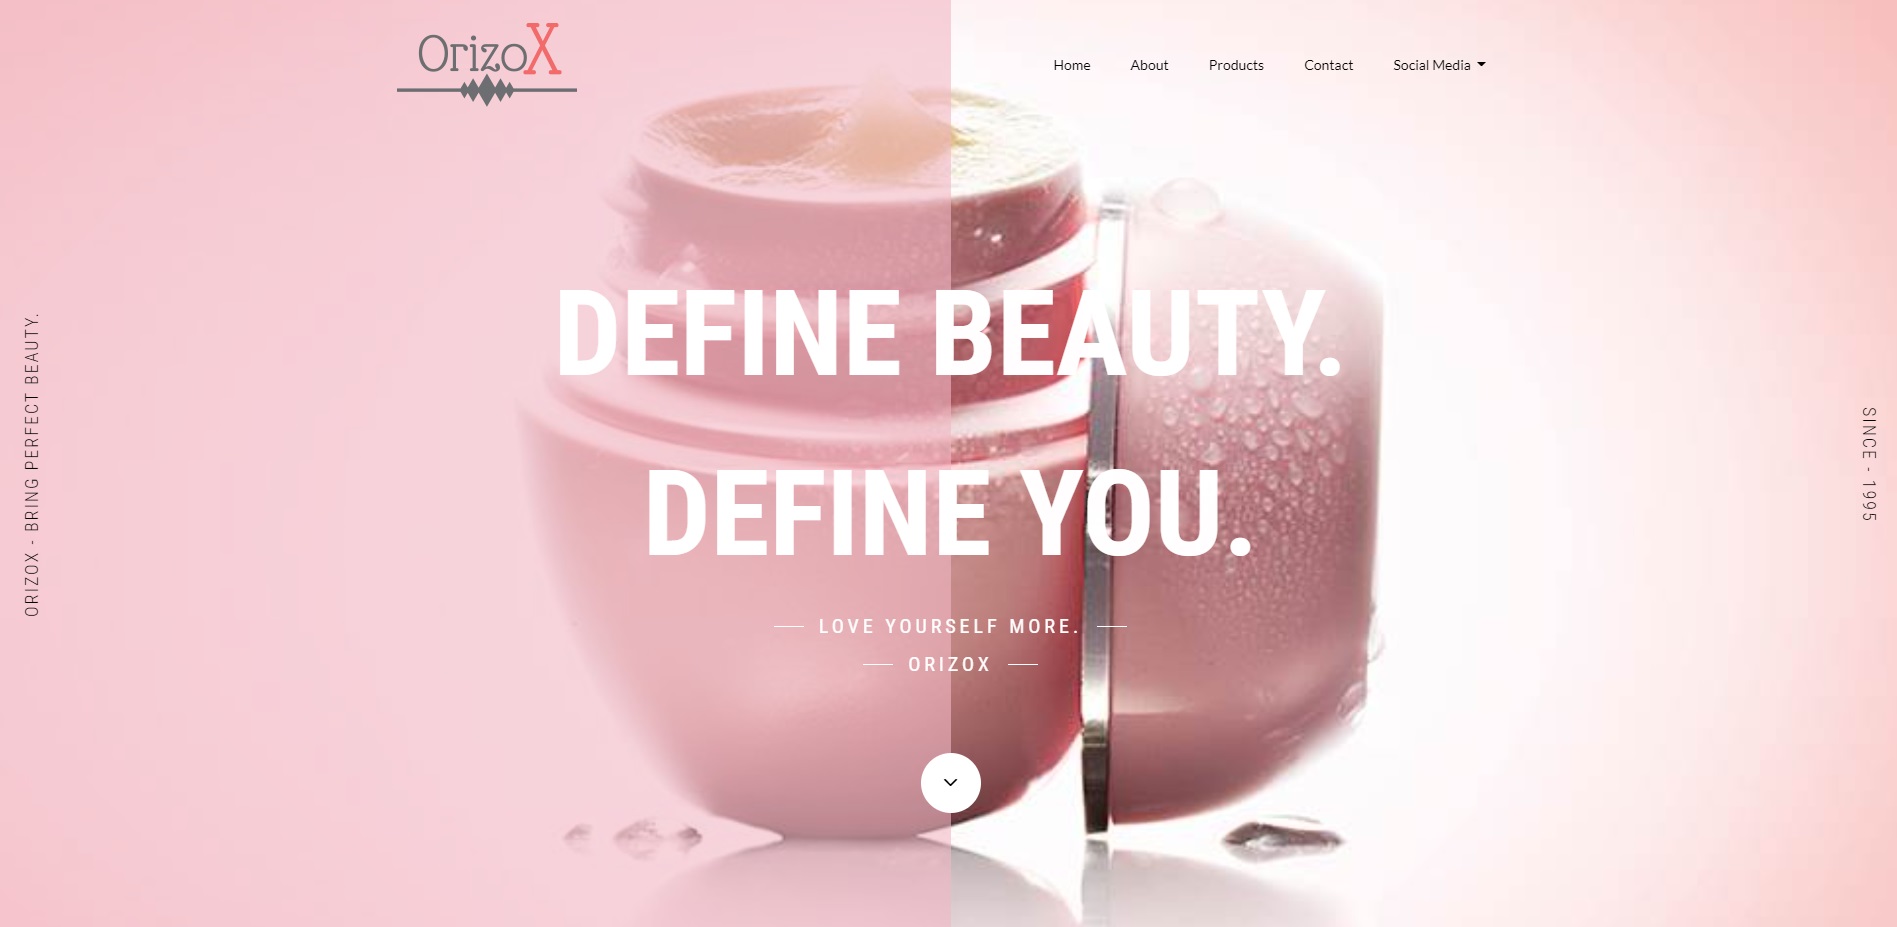 OrizoX
Home
About
Products
Contact
Social Media
DEFINE BEAUTY.
DEFINE YOU.
LOVE YOURSELF MORE.
ORIZOX
ORIZOX - BRING PERFECT BEAUTY.
SINCE - 1995